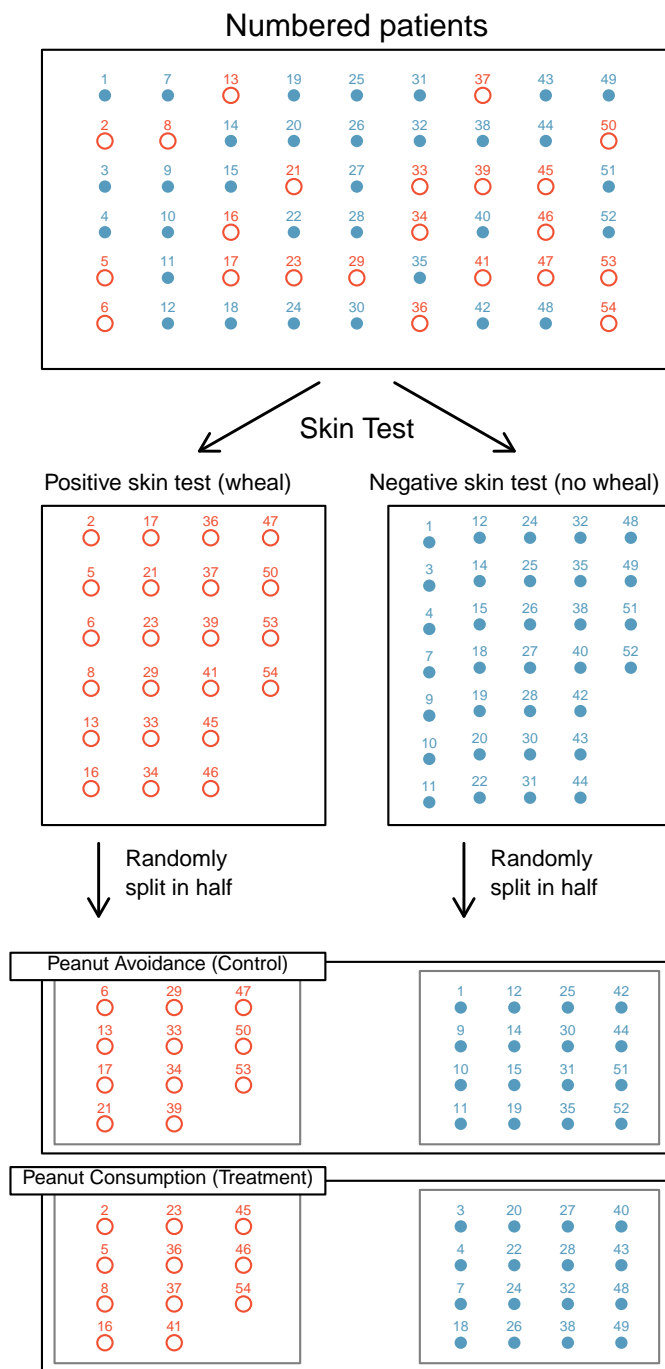 Numbered patients
1 7 13 19 25 31 37 43 49
2 8 14 20 26 32 38 44 50
3 9 15 21 27 33 39 45 51
4 10 16 22 28 34 40 46 52
5 11 17 23 29 35 41 47 53
6 12 18 24 30 36 42 48 54
Skin Test
Positive skin test (wheal)
2 17 36 47
5 21 37 50
6 23 39 53
8 29 41 54
13 33 45
16 34 46
Negative skin test (no wheal)
1 12 24 32 48
3 14 25 35 49
4 15 26 38 51
7 18 27 40 52
9 19 28 42
10 20 30 43
11 22 31 44
Randomly
split in half
Randomly
split in half
Peanut Avoidance (Control)
6 29 47
13 33 50
17 34 53
21 39
1 12 25 42
9 14 30 44
10 15 31 51
11 19 35 52
Peanut Consumption (Treatment)
2 23 45
5 36 46
8 37 54
16 41
3 20 27 40
4 22 28 43
7 24 32 48
18 26 38 49